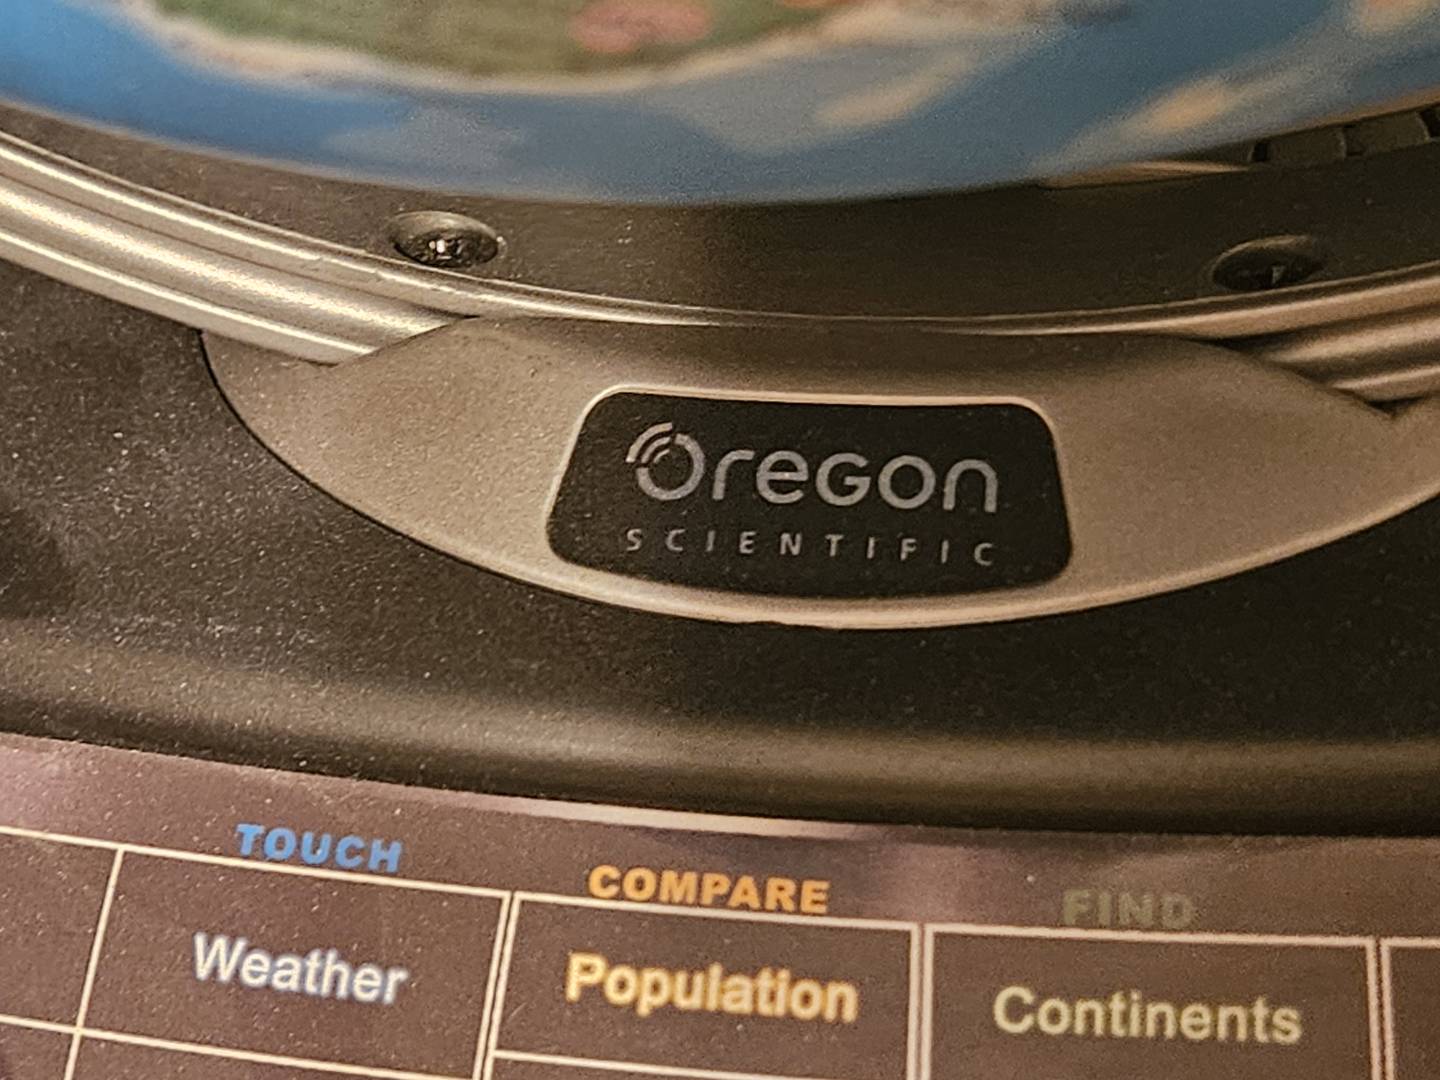 Oregon
SCIENTIFIC
TOUCH
COMPARE
FIND
Weather
Population
Continents